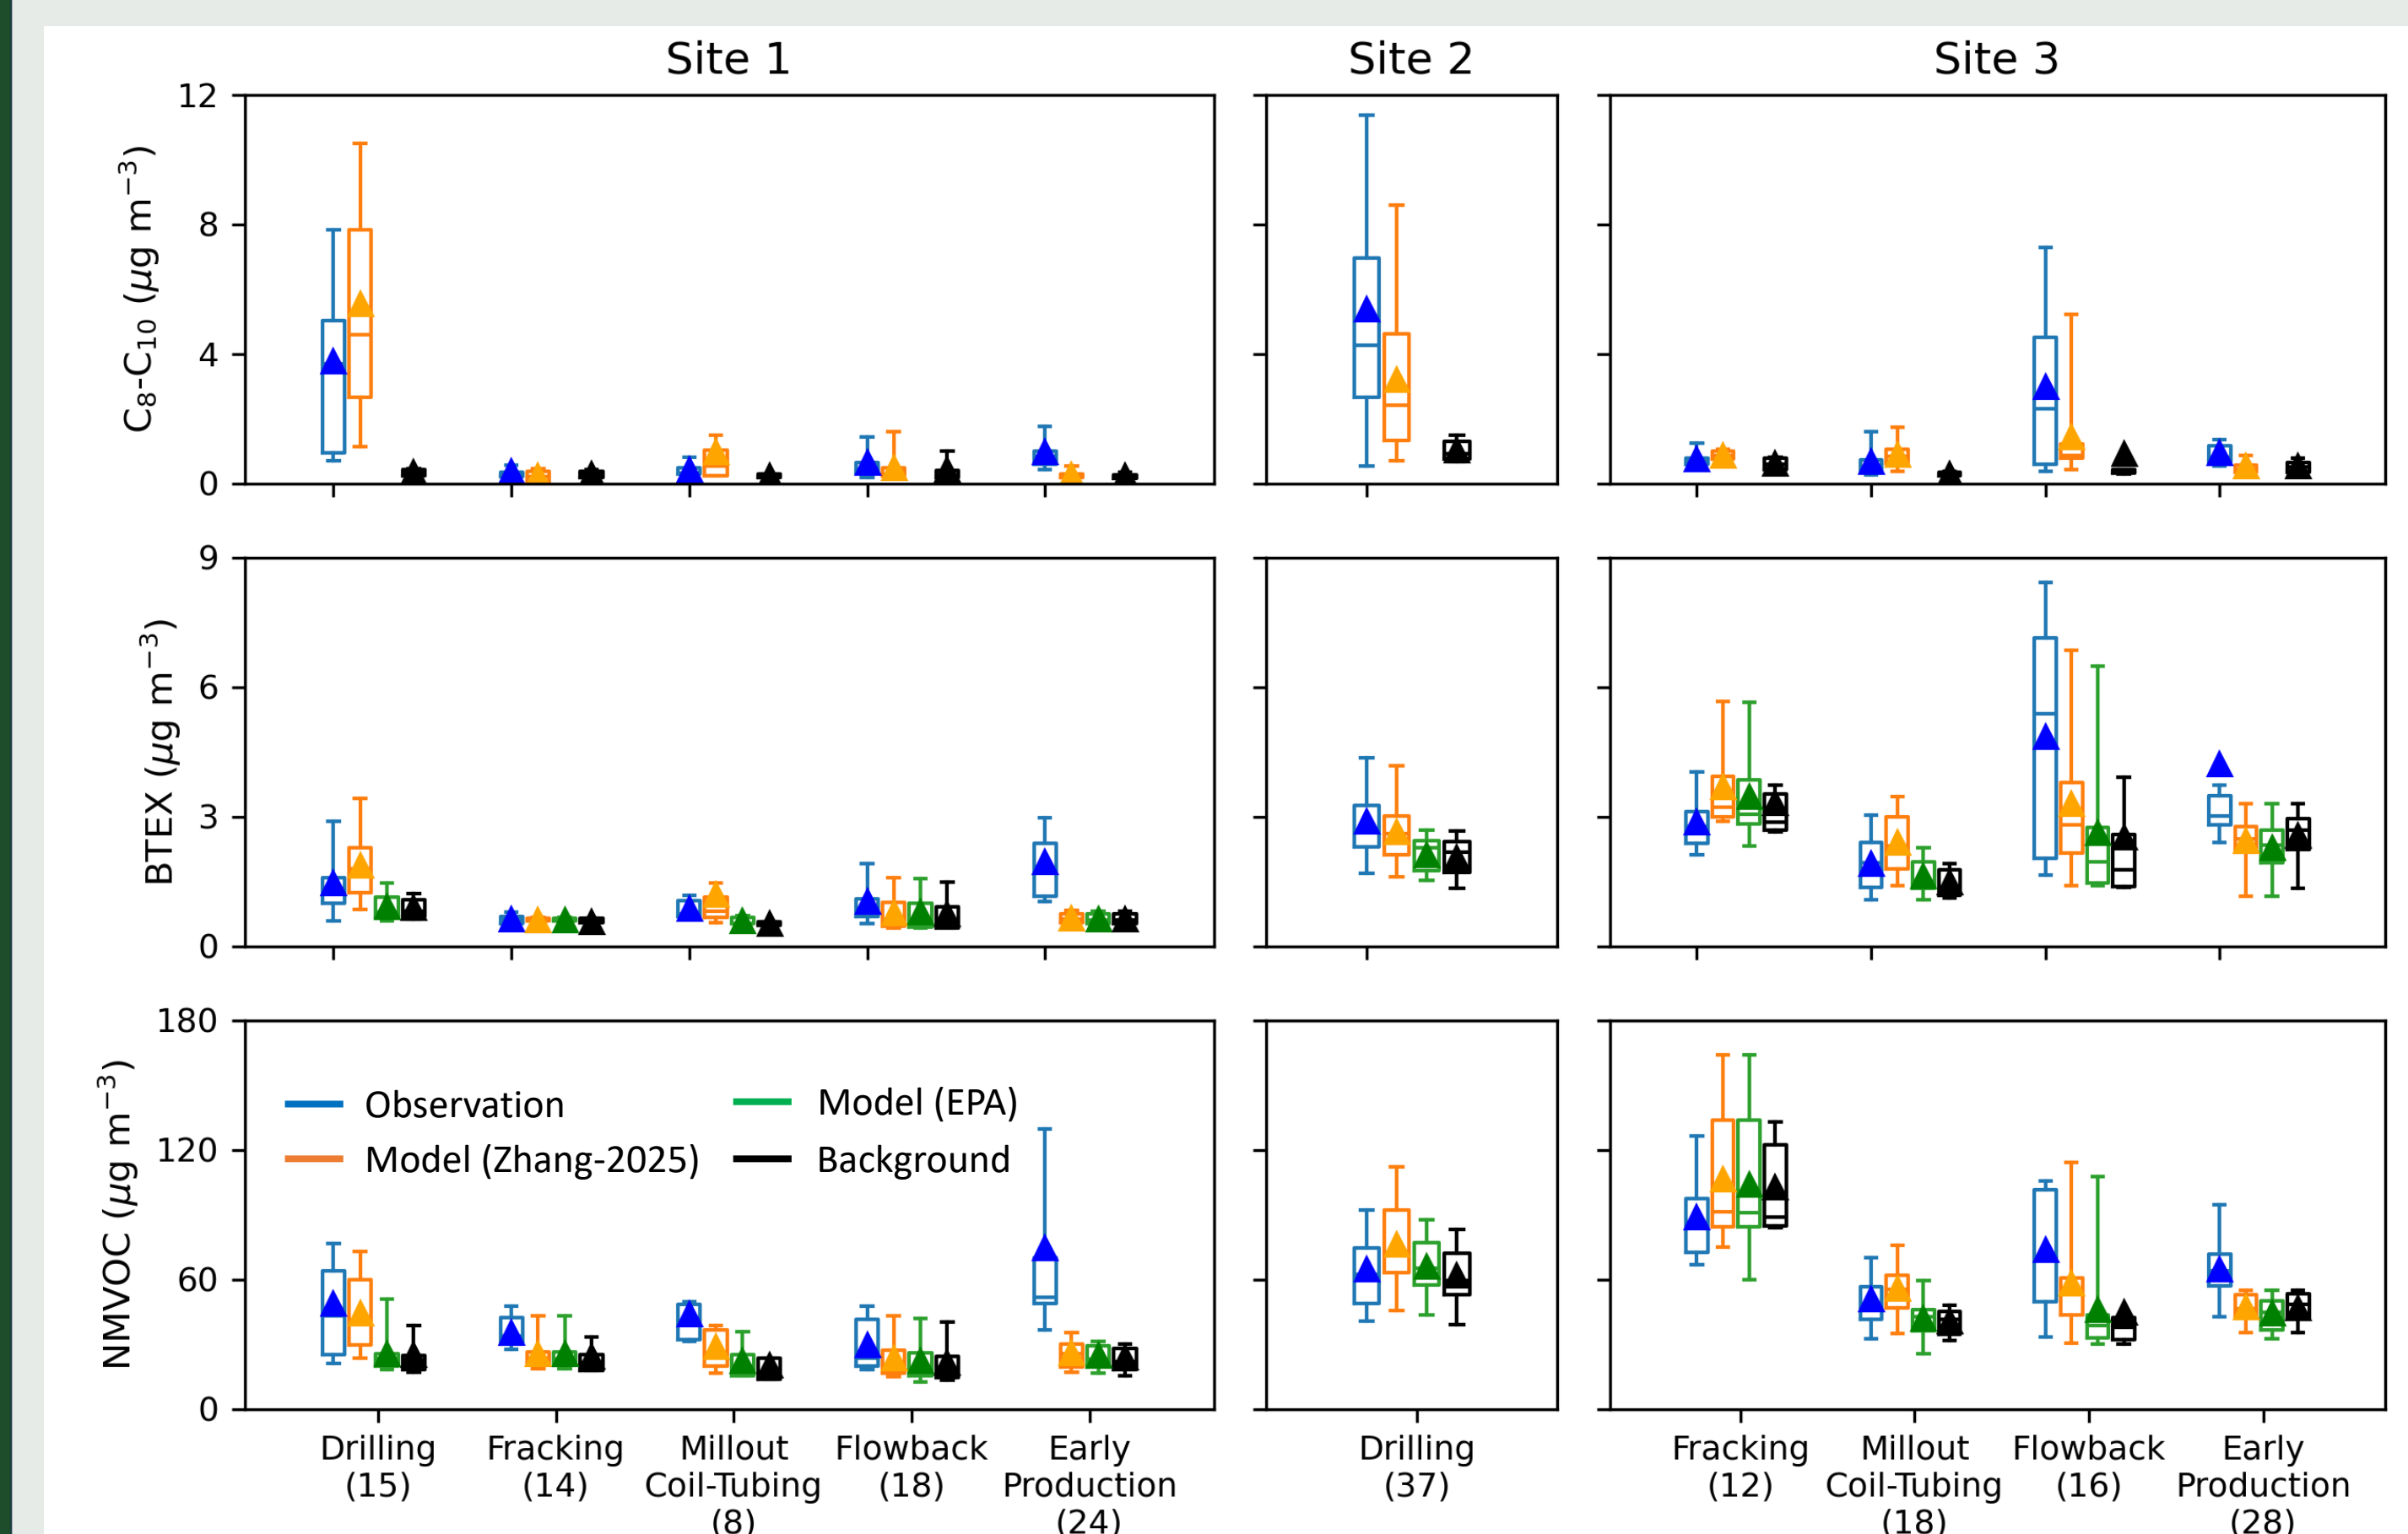 Site 1
Site 2
Site 3
C₈-C₁₀ (μg m⁻³)
12
8
4
0
BTEX (μg m⁻³)
9
6
3
0
NMVOC (μg m⁻³)
180
120
60
0
Observation
Model (EPA)
Model (Zhang-2025)
Background
Drilling
(15)
Fracking
(14)
Millout
Coil-Tubing
(8)
Flowback
(18)
Early
Production
(24)
Drilling
(37)
Fracking
(12)
Millout
Coil-Tubing
(18)
Flowback
(16)
Early
Production
(28)